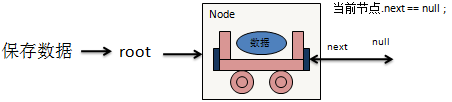 Node
当前节点.next == null ;
保存数据
root
数据
next
null